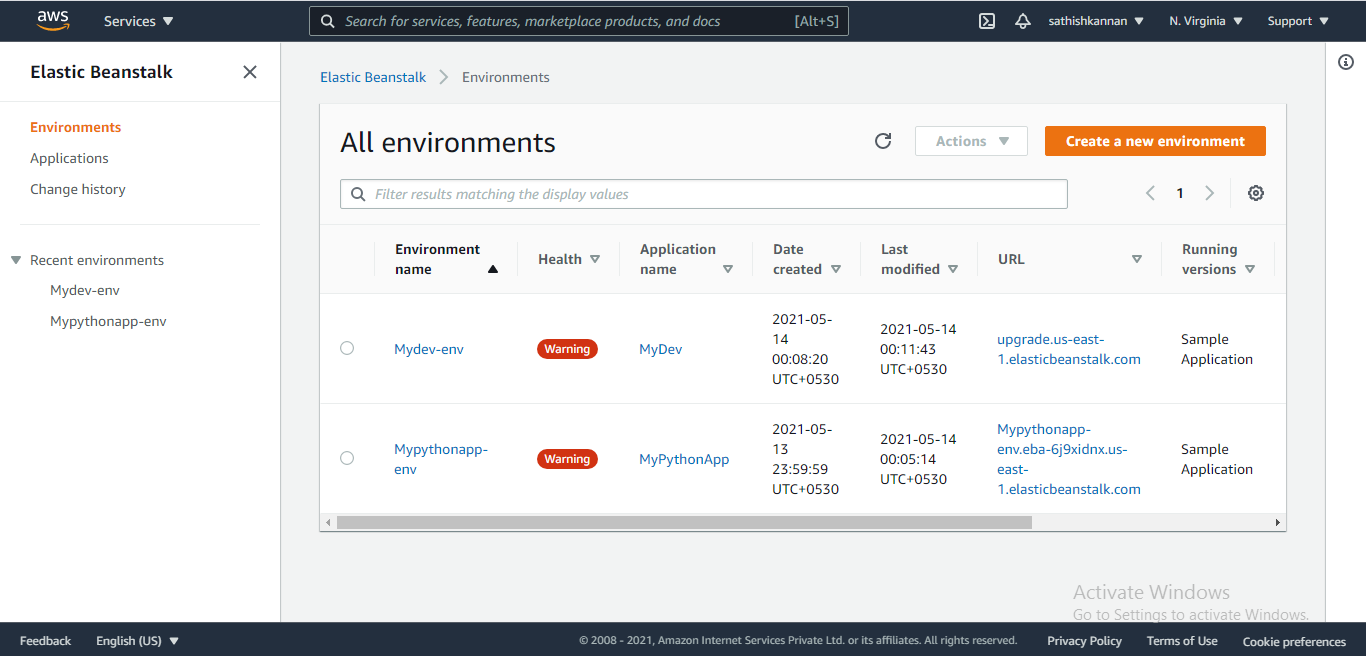 aws
Services
Search for services, features, marketplace products, and docs
[Alt+S]
sathishkannan
N. Virginia
Support
Elastic Beanstalk
Environments
Applications
Change history
Recent environments
Mydev-env
Mypythonapp-env
Elastic Beanstalk
Environments
All environments
Actions
Create a new environment
Filter results matching the display values
1
Environment
name
Health
Application
name
Date
created
Last
modified
URL
Running
versions
Mydev-env
Warning
MyDev
2021-05-
14
00:08:20
UTC+0530
2021-05-14
00:11:43
UTC+0530
upgrade.us-east-
1.elasticbeanstalk.com
Sample
Application
Mypythonapp-
env
Warning
MyPythonApp
2021-05-
13
23:59:59
UTC+0530
2021-05-14
00:05:14
UTC+0530
Mypythonapp-
env.eba-6j9xidnx.us-
east-
1.elasticbeanstalk.com
Sample
Application
Activate Windows
Go to Settings to activate Windows.
Feedback
English (US)
© 2008 - 2021, Amazon Internet Services Private Ltd. or its affiliates. All rights reserved.
Privacy Policy
Terms of Use
Cookie preferences